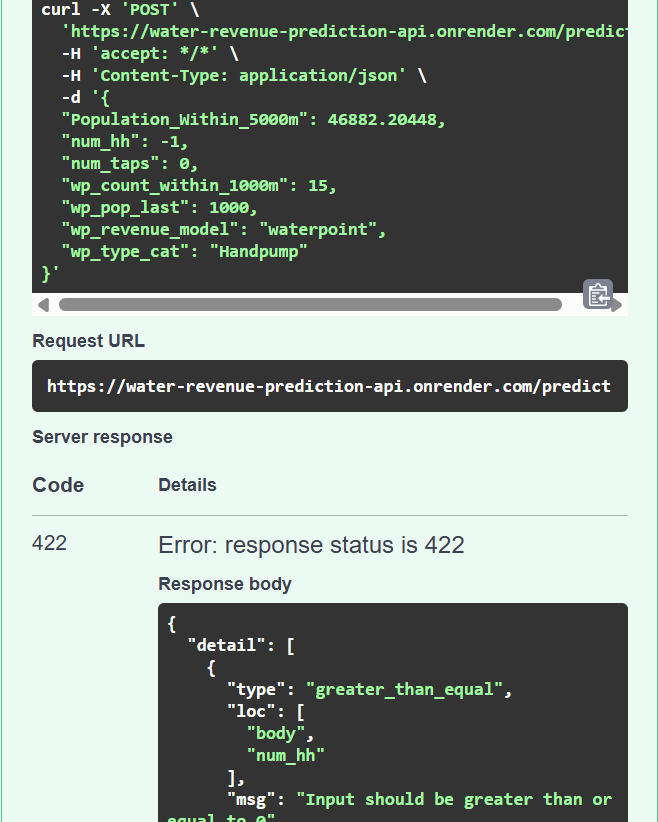 curl -X 'POST' \
'https://water-revenue-prediction-api.onrender.com/predict
-H 'accept: */*' \
-H 'Content-Type: application/json' \
-d '{
"Population_Within_5000m": 46882.20448,
"num_hh": -1,
"num_taps": 0,
"wp_count_within_1000m": 15,
"wp_pop_last": 1000,
"wp_revenue_model": "waterpoint",
"wp_type_cat": "Handpump"
}'
Request URL
https://water-revenue-prediction-api.onrender.com/predict
Server response
Code Details
422 Error: response status is 422
Response body
{
"detail": [
{
"type": "greater_than_equal",
"loc": [
"body",
"num_hh"
],
"msg": "Input should be greater than or
equal to 0",